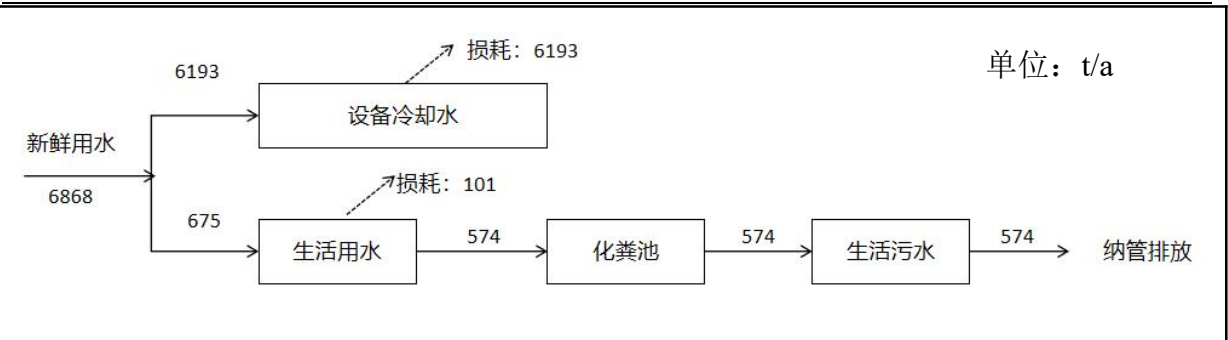 单位：t/a
损耗：6193
6193
设备冷却水
新鲜用水
6868
损耗：101
675
生活用水
574
化粪池
574
生活污水
574
纳管排放